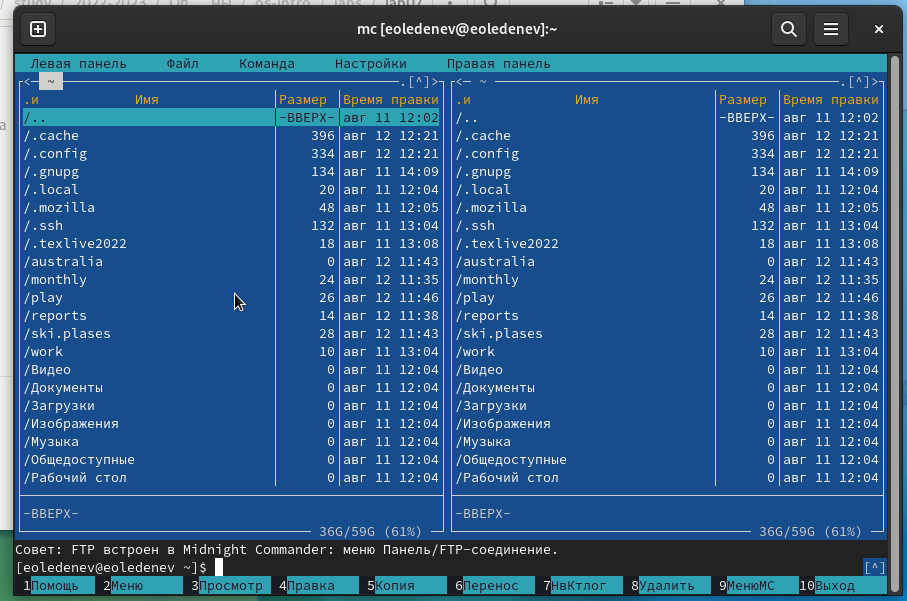 study / 2022-2023 / Оп... мы / os-intro / labs / lab07
mc [eoledenev@eoledenev]:~
Левая панель Файл Команда Настройки Правая панель
<─ ~ ─.[^]> <─ ~ ─.[^]>
.и Имя Размер Время правки .и Имя Размер Время правки
/.. -ВВЕРХ- авг 11 12:02 /.. -ВВЕРХ- авг 11 12:02
/.cache 396 авг 12 12:21 /.cache 396 авг 12 12:21
/.config 334 авг 12 12:21 /.config 334 авг 12 12:21
/.gnupg 134 авг 11 14:09 /.gnupg 134 авг 11 14:09
/.local 20 авг 11 12:04 /.local 20 авг 11 12:04
/.mozilla 48 авг 11 12:05 /.mozilla 48 авг 11 12:05
/.ssh 132 авг 11 13:04 /.ssh 132 авг 11 13:04
/.texlive2022 18 авг 11 13:08 /.texlive2022 18 авг 11 13:08
/australia 0 авг 12 11:43 /australia 0 авг 12 11:43
/monthly 24 авг 12 11:35 /monthly 24 авг 12 11:35
/play 26 авг 12 11:46 /play 26 авг 12 11:46
/reports 14 авг 12 11:38 /reports 14 авг 12 11:38
/ski.plases 28 авг 12 11:43 /ski.plases 28 авг 12 11:43
/work 10 авг 11 13:04 /work 10 авг 11 13:04
/Видео 0 авг 11 12:04 /Видео 0 авг 11 12:04
/Документы 0 авг 11 12:04 /Документы 0 авг 11 12:04
/Загрузки 0 авг 11 12:04 /Загрузки 0 авг 11 12:04
/Изображения 0 авг 11 12:04 /Изображения 0 авг 11 12:04
/Музыка 0 авг 11 12:04 /Музыка 0 авг 11 12:04
/Общедоступные 0 авг 11 12:04 /Общедоступные 0 авг 11 12:04
/Рабочий стол 0 авг 11 12:04 /Рабочий стол 0 авг 11 12:04
-ВВЕРХ- -ВВЕРХ-
36G/59G (61%) 36G/59G (61%)
Совет: FTP встроен в Midnight Commander: меню Панель/FTP-соединение.
[eoledenev@eoledenev ~]$ [^]
1Помощь 2Меню 3Просмотр 4Правка 5Копия 6Перенос 7НвКтлог 8Удалить 9МенюМС 10Выход